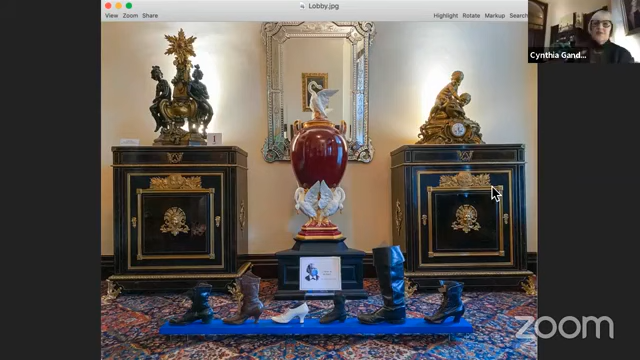 Lobby.jpg
View Zoom Share
Highlight Rotate Markup Search
Cynthia Gand...
zoom